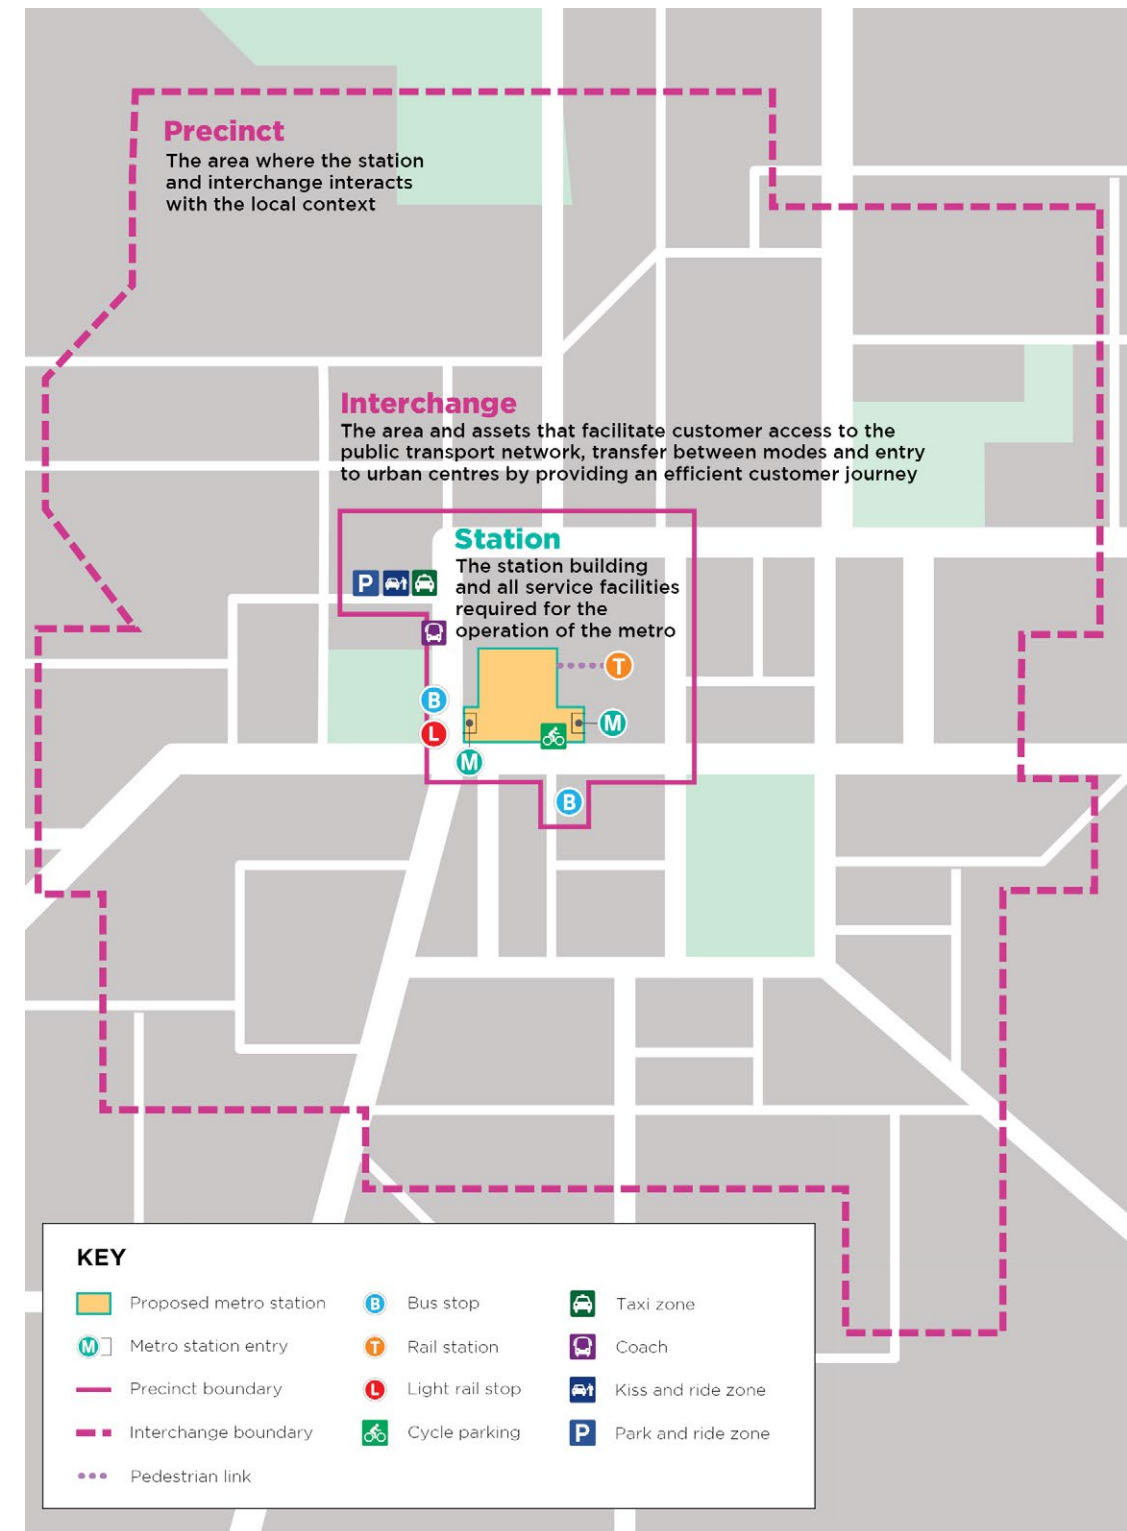 Precinct
The area where the station
and interchange interacts
with the local context
Interchange
The area and assets that facilitate customer access to the
public transport network, transfer between modes and entry
to urban centres by providing an efficient customer journey
Station
The station building
and all service facilities
required for the
operation of the metro
P
T
B
L
M
M
B
KEY
Proposed metro station
M Metro station entry
Precinct boundary
Interchange boundary
Pedestrian link
B Bus stop
T Rail station
L Light rail stop
Cycle parking
Taxi zone
Coach
Kiss and ride zone
P Park and ride zone